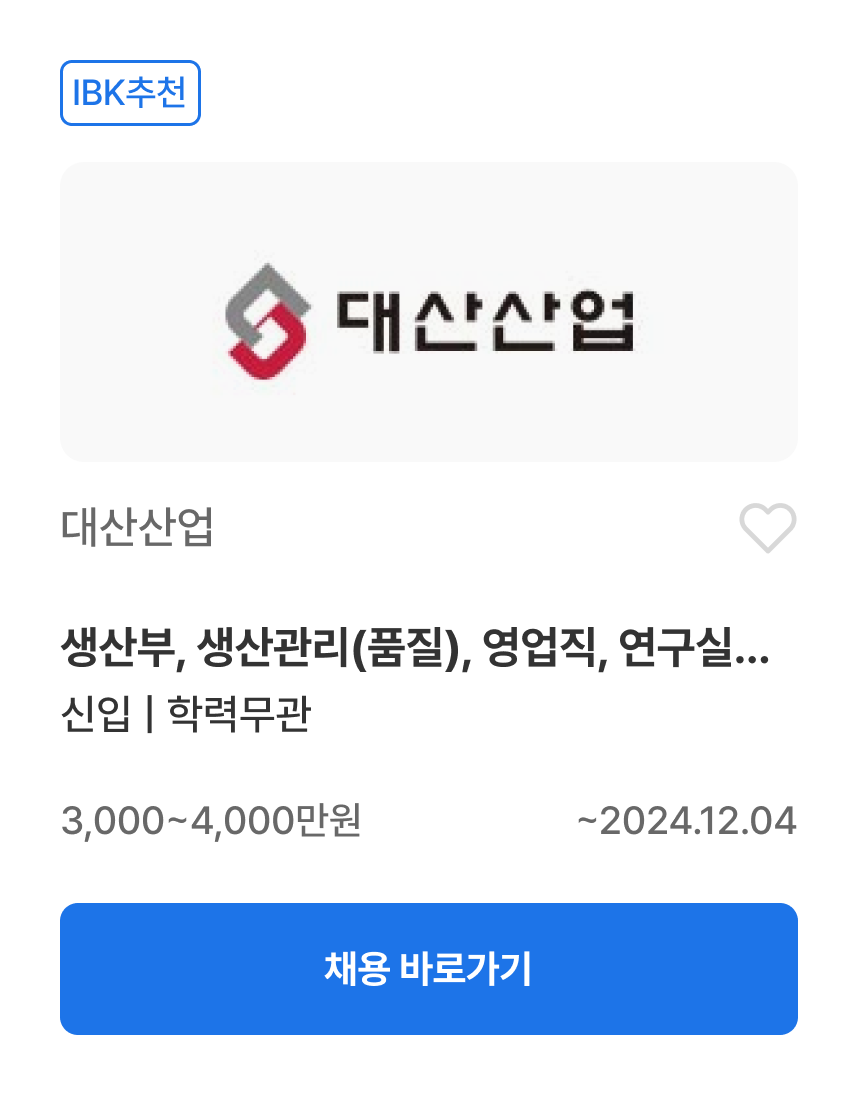 IBK추천
대산산업
대산산업
생산부, 생산관리(품질), 영업직, 연구실...
신입 | 학력무관
3,000~4,000만원
~2024.12.04
채용 바로가기